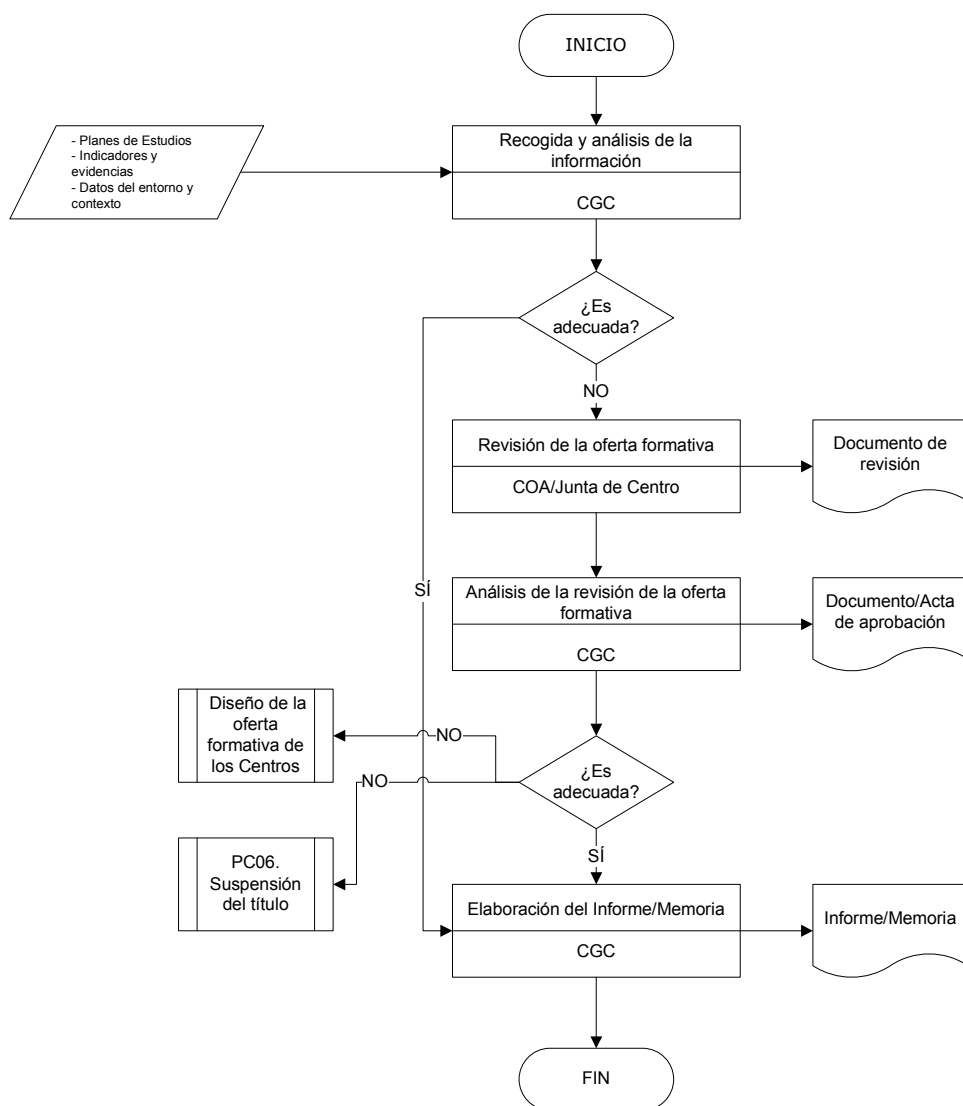 INICIO
- Planes de Estudios
- Indicadores y
evidencias
- Datos del entorno y
contexto
Recogida y análisis de la
información
CGC
¿Es
adecuada?
NO
Revisión de la oferta formativa
COA/Junta de Centro
Documento de
revisión
SÍ
Análisis de la revisión de la oferta
formativa
CGC
Documento/Acta
de aprobación
Diseño de la
oferta
formativa de
los Centros
NO
¿Es
adecuada?
NO
PC06.
Suspensión
del título
SÍ
Elaboración del Informe/Memoria
CGC
Informe/Memoria
FIN